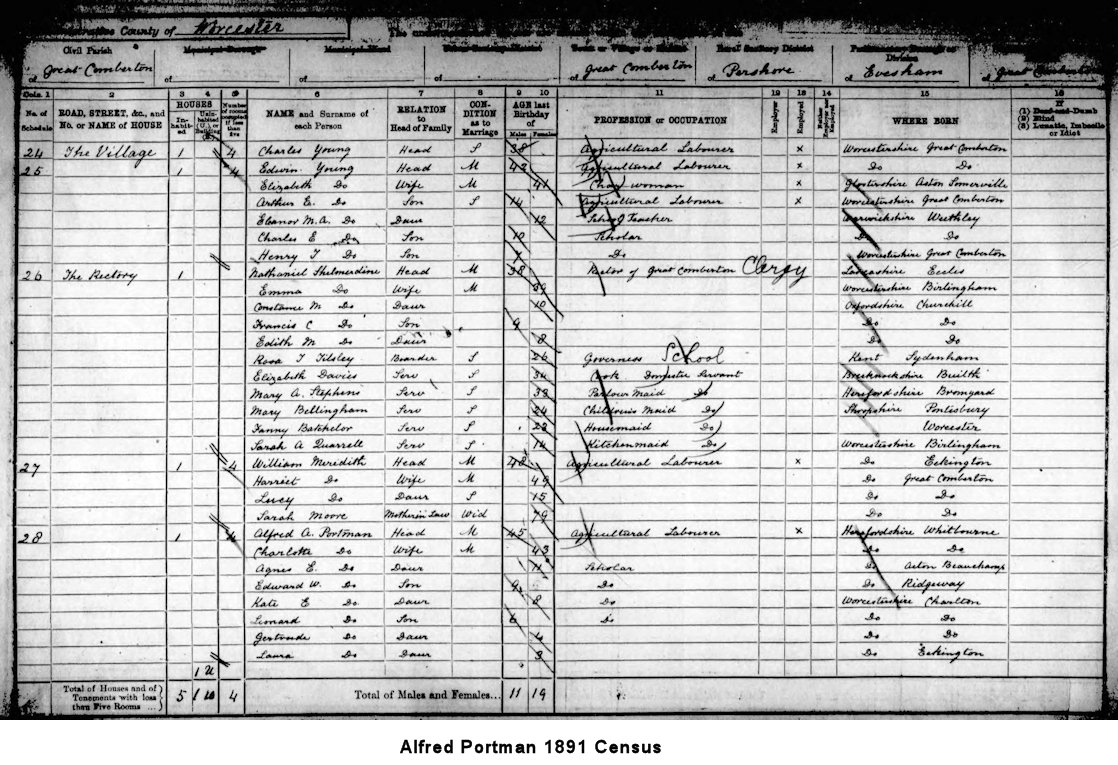 Administrative County of Worcester
Civil Parish of Great Comberton
Municipal Borough of
Municipal Ward of
of
Town or Village or Hamlet of Great Comberton
Rural Sanitary District of Pershore
Parliamentary Borough or Division of Evesham
of Great Comberton
Cols. 1 2 3 4 5 6 7 8 9 10 11 12 13 14 15 16
No. of Schedule ROAD, STREET, &c., and No. or NAME of HOUSE HOUSES Inhabited Uninhabited (U.) or Building (B.) Number of rooms occupied if less than five NAME and Surname of each Person RELATION to Head of Family CONDITION as to Marriage AGE last Birthday of Males Females PROFESSION or OCCUPATION Employer Employed Neither employer nor employed WHERE BORN If (1) Deaf-and-Dumb (2) Blind (3) Lunatic, Imbecile or Idiot
24 The Village 1 4 Charles Young Head S 38 Agricultural Labourer x Worcestershire Great Comberton
25 1 4 Edwin Young Head M 43 Agricultural Labourer x Do Do
Elizabeth Do Wife M 41 Char woman x Glostershire Aston Somerville
Arthur E. Do Son S 14 Agricultural Labourer x Worcestershire Great Comberton
Eleanor M.A. Do Daur 12 School Teacher Warwickshire Weethley
Charles E Do Son 10 Scholar Do Do
Henry T Do Son 7 Do Worcestershire Great Comberton
26 The Rectory 1 Nathaniel Shelmerdine Head M 38 Rector of Great Comberton Clergy Lancashire Eccles
Emma Do Wife M 39 Worcestershire Birlingham
Constance M Do Daur 10 Oxfordshire Churchill
Francis C Do Son 9 Do Do
Edith M Do Daur 8 Do Do
Rosa T Tilsley Boarder S 26 Governess School Kent Sydenham
Elizabeth Davies Serv S 34 Cook Domestic Servant Brecknockshire Builth
Mary A. Stephens Serv S 33 Parlour Maid Do Herefordshire Bromyard
Mary Bellingham Serv S 24 Children's Maid Do Shropshire Pontesbury
Fanny Batchelor Serv S 22 Housemaid Do Worcester
Sarah A Quarrell Serv S 14 Kitchenmaid Do Worcestershire Birlingham
27 1 4 William Meredith Head M 48 Agricultural Labourer x Do Eckington
Harriet Do Wife M 49 Do Great Comberton
Lucy Do Daur S 15 Do Do
Sarah Moore Mother in Law Wid 79 Do Do
28 1 4 Alfred A. Portman Head M 45 Agricultural Labourer x Herefordshire Whitbourne
Charlotte Do Wife M 43 Do Do
Agnes E. Do Daur 11 Scholar Do Acton Beauchamp
Edward W. Do Son 9 Do Do Ridgeway
Kate E Do Daur 8 Do Worcestershire Charlton
Leonard Do Son 6 Do Do Do
Gertrude Do Daur 4 Do Do
Laura Do Daur 3 Do Eckington
1 U
Total of Houses and of Tenements with less than Five Rooms ... 5 1 U 4 Total of Males and Females... 11 19
Alfred Portman 1891 Census